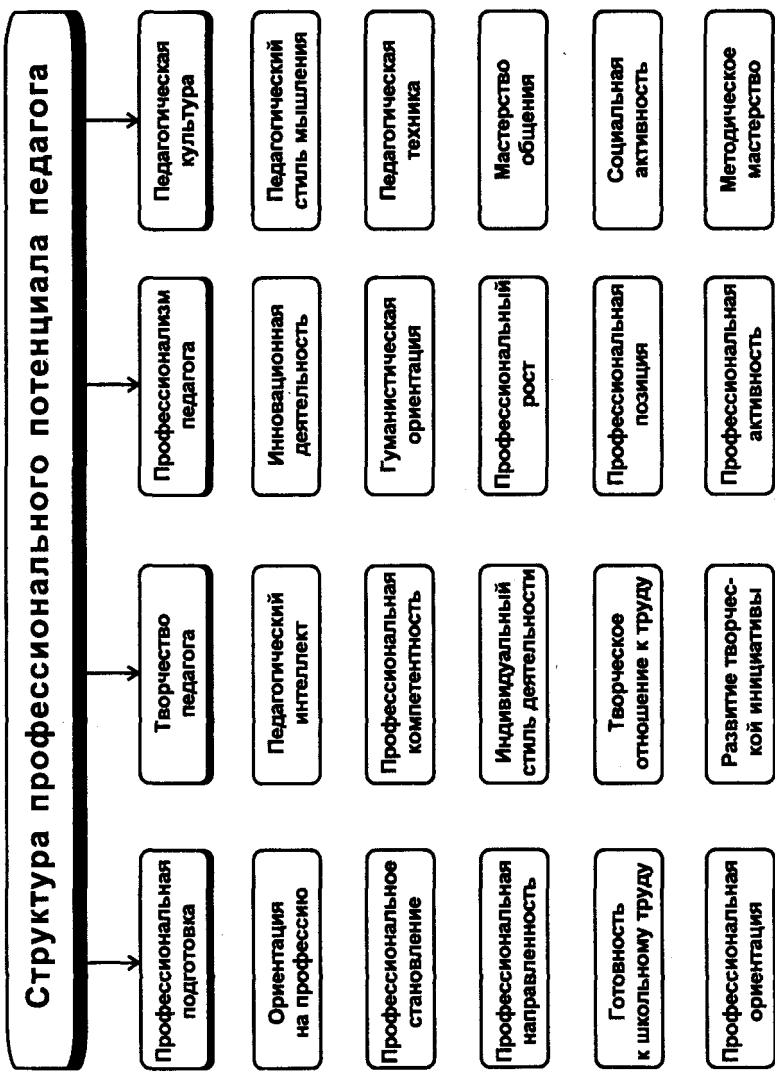 Структура профессионального потенциала педагога
Профессиональная
подготовка
Ориентация
на профессию
Профессиональное
становление
Профессиональная
направленность
Готовность
к школьному труду
Профессиональная
ориентация
Творчество
педагога
Педагогический
интеллект
Профессиональная
компетентность
Индивидуальный
стиль деятельности
Творческое
отношение к труду
Развитие творчес-
кой инициативы
Профессионализм
педагога
Инновационная
деятельность
Гуманистическая
ориентация
Профессиональный
рост
Профессиональная
позиция
Профессиональная
активность
Педагогическая
культура
Педагогический
стиль мышления
Педагогическая
техника
Мастерство
общения
Социальная
активность
Методическое
мастерство